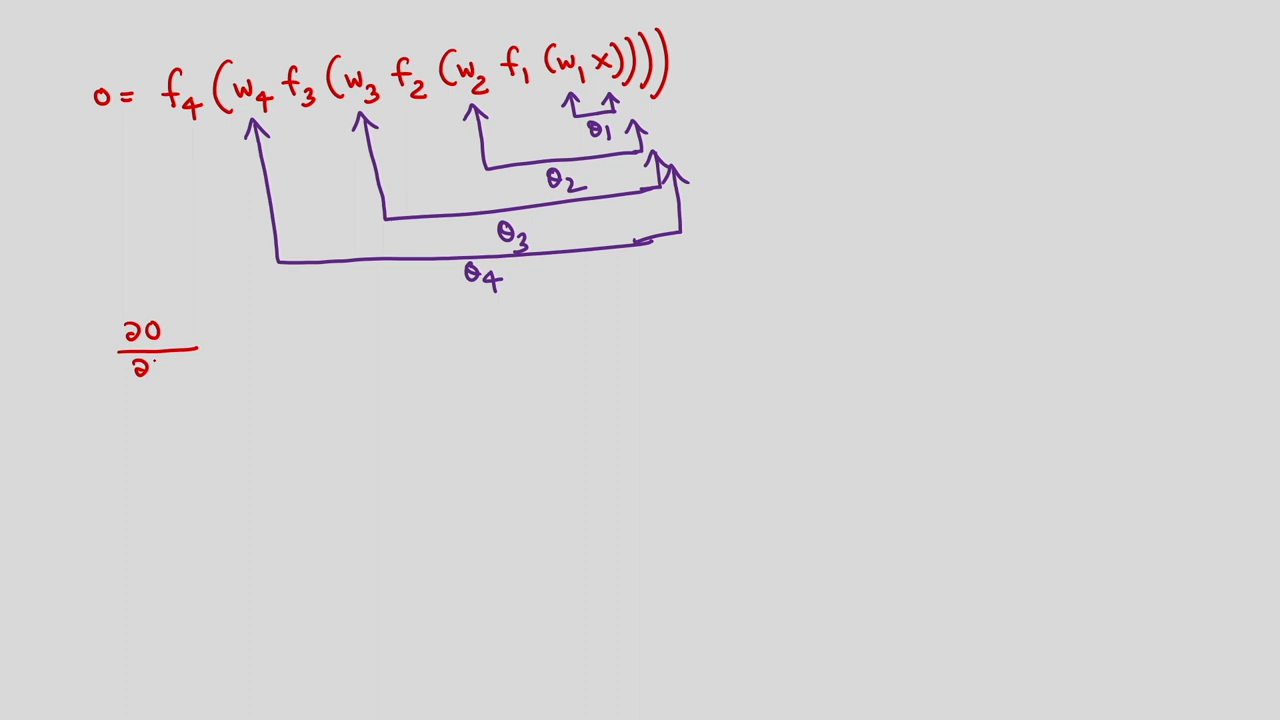 o = f₄ (w₄ f₃ (w₃ f₂ (w₂ f₁ (w₁ x))))
θ₁
θ₂
θ₃
θ₄
∂o
∂